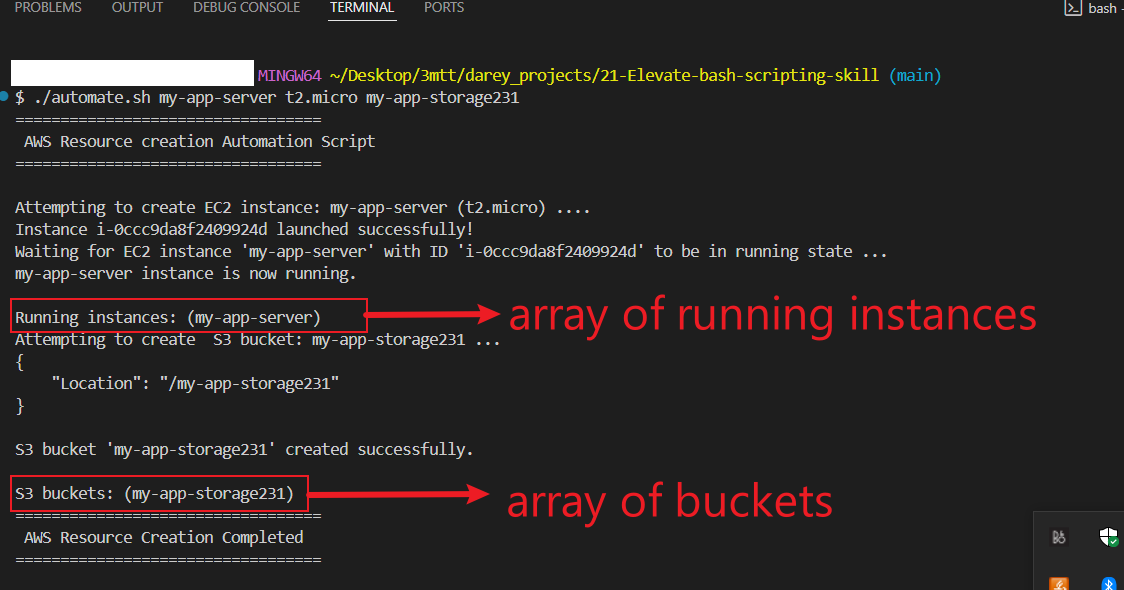 PROBLEMS OUTPUT DEBUG CONSOLE TERMINAL PORTS bash
MINGW64 ~/Desktop/3mtt/darey_projects/21-Elevate-bash-scripting-skill (main)
$ ./automate.sh my-app-server t2.micro my-app-storage231
==================================
AWS Resource creation Automation Script
==================================
Attempting to create EC2 instance: my-app-server (t2.micro) ....
Instance i-0ccc9da8f2409924d launched successfully!
Waiting for EC2 instance 'my-app-server' with ID 'i-0ccc9da8f2409924d' to be in running state ...
my-app-server instance is now running.
Running instances: (my-app-server) array of running instances
Attempting to create  S3 bucket: my-app-storage231 ...
{
"Location": "/my-app-storage231"
}
S3 bucket 'my-app-storage231' created successfully.
S3 buckets: (my-app-storage231) array of buckets
==================================
AWS Resource Creation Completed
==================================